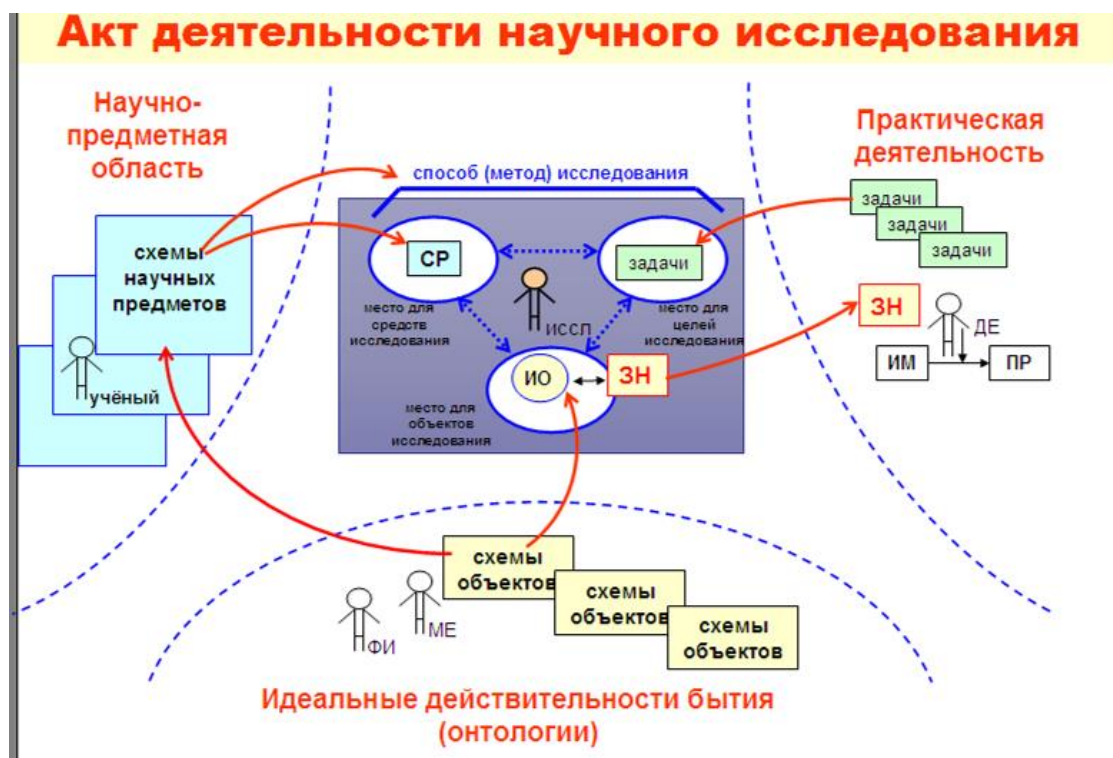 Акт деятельности научного исследования
Научно-
предметная
область
схемы
научных
предметов
учёный
способ (метод) исследования
СР
задачи
место для
средств
исследования
ИССЛ
место для
целей
исследования
ИО
ЗН
место для
объектов
исследования
Практическая
деятельность
задачи
задачи
задачи
ЗН
ДЕ
ИМ
ПР
схемы
объектов
схемы
объектов
схемы
объектов
ФИ
МЕ
Идеальные действительности бытия
(онтологии)